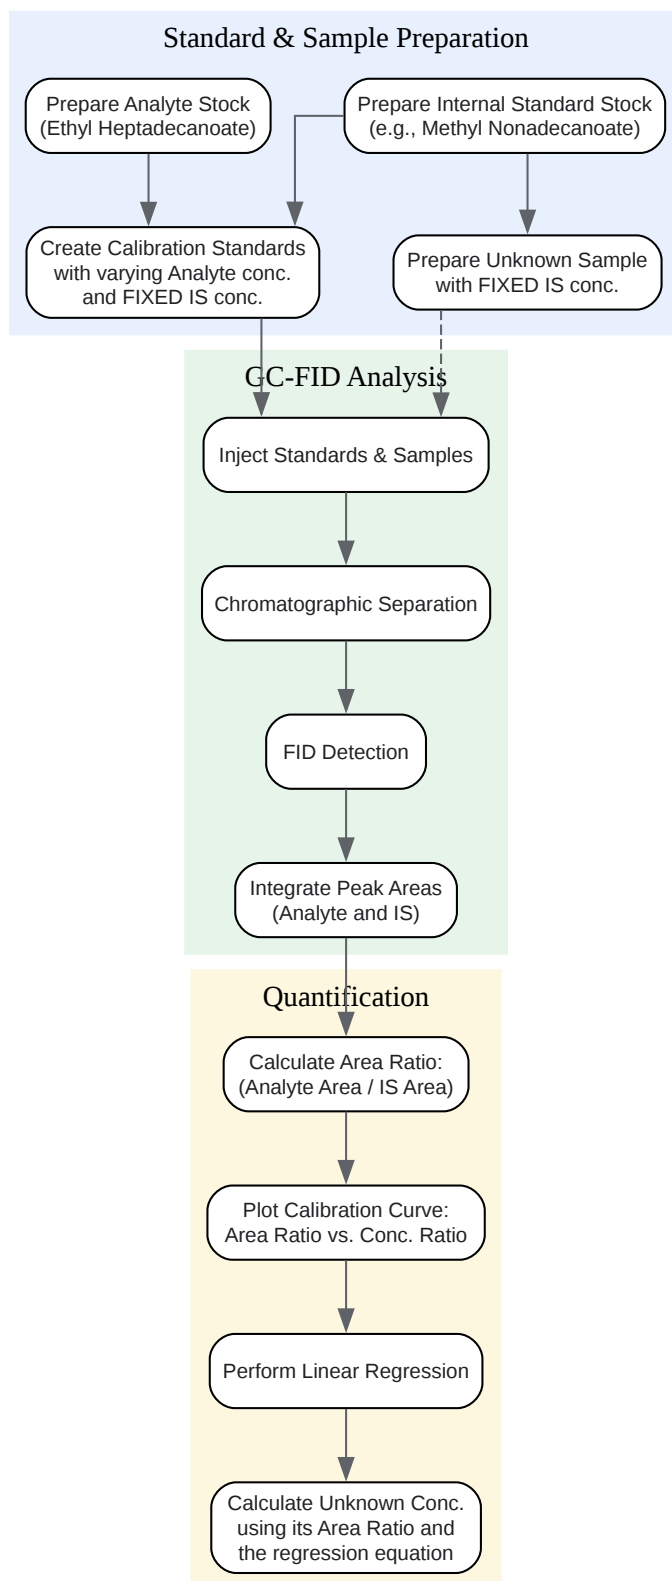 Standard & Sample Preparation
Prepare Analyte Stock
(Ethyl Heptadecanoate)
Prepare Internal Standard Stock
(e.g., Methyl Nonadecanoate)
Create Calibration Standards
with varying Analyte conc.
and FIXED IS conc.
Prepare Unknown Sample
with FIXED IS conc.
GC-FID Analysis
Inject Standards & Samples
Chromatographic Separation
FID Detection
Integrate Peak Areas
(Analyte and IS)
Quantification
Calculate Area Ratio:
(Analyte Area / IS Area)
Plot Calibration Curve:
Area Ratio vs. Conc. Ratio
Perform Linear Regression
Calculate Unknown Conc.
using its Area Ratio and
the regression equation